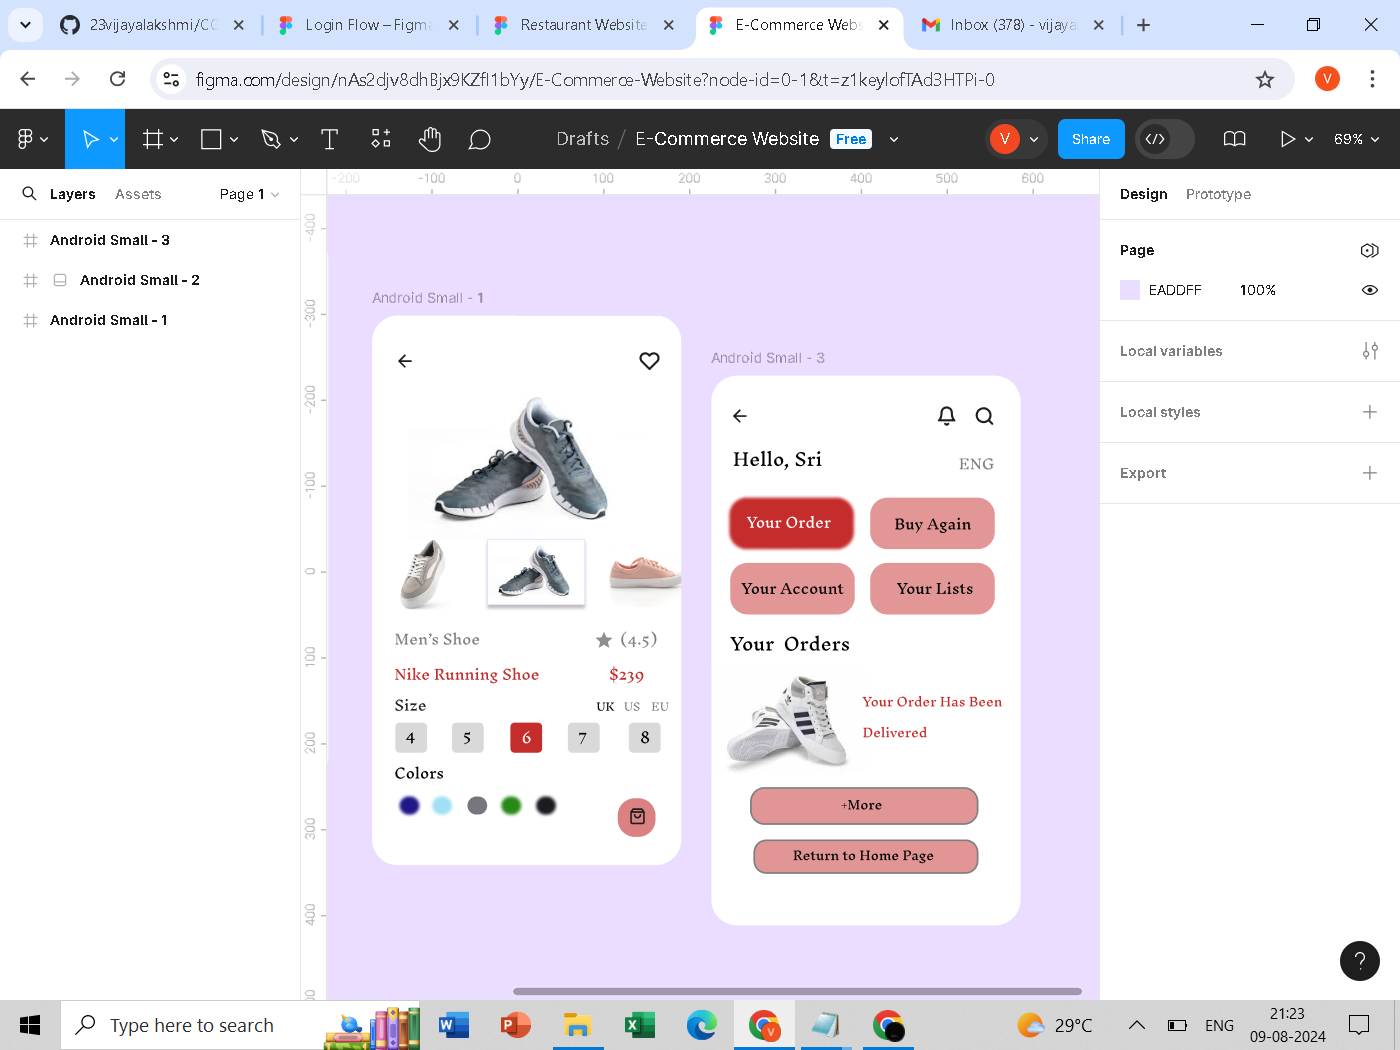 23vijayalakshmi/CC
Login Flow – Figma
Restaurant Website
E-Commerce Webs
Inbox (378) - vijaya
figma.com/design/nAs2djv8dhBjx9KZfI1bYy/E-Commerce-Website?node-id=0-1&t=z1keylofTAd3HTPi-0
V
Drafts / E-Commerce Website Free
V
Share
69%
Layers Assets Page 1
Android Small - 3
Android Small - 2
Android Small - 1
-200 -100 0 100 200 300 400 500 600
-400
-300
-200
-100
0
100
200
300
400
Android Small - 1
Men's Shoe (4.5)
Nike Running Shoe $239
Size UK US EU
4 5 6 7 8
Colors
Android Small - 3
Hello, Sri
ENG
Your Order Buy Again
Your Account Your Lists
Your Orders
Your Order Has Been
Delivered
+More
Return to Home Page
Design Prototype
Page
EADDFF 100%
Local variables
Local styles
Export
?
Type here to search
29°C
ENG
21:23
09-08-2024